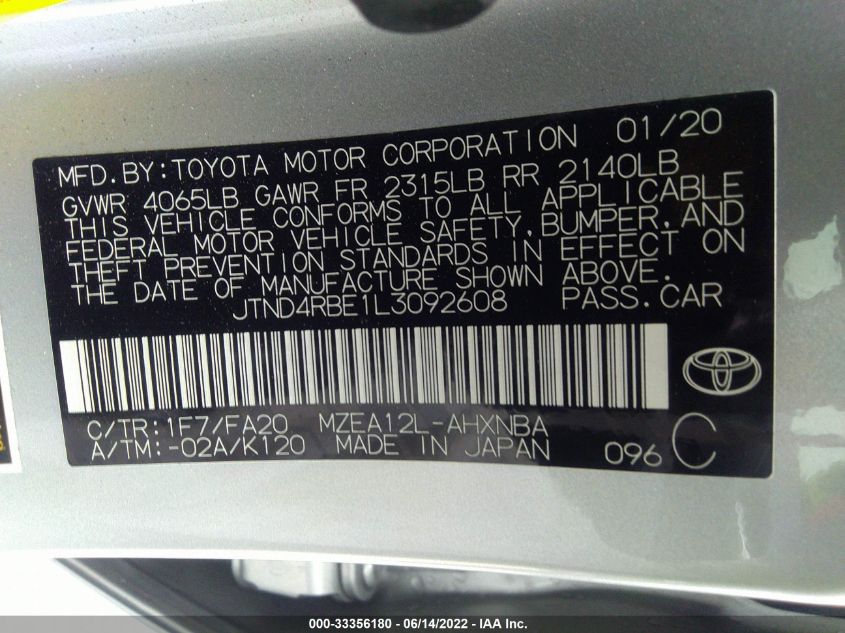 MFD.BY:TOYOTA MOTOR CORPORATION 01/20
GVWR 4065LB GAWR FR 2315LB RR 2140LB
THIS VEHICLE CONFORMS TO ALL APPLICABLE
FEDERAL MOTOR VEHICLE SAFETY,BUMPER,AND
THEFT PREVENTION STANDARDS IN EFFECT ON
THE DATE OF MANUFACTURE SHOWN ABOVE.
JTND4RBE1L3092608 PASS.CAR
C/TR:1F7/FA20 MZEA12L-AHXNBA
A/TM:-02A/K120 MADE IN JAPAN 096 C
000-33356180 - 06/14/2022 - IAA Inc.